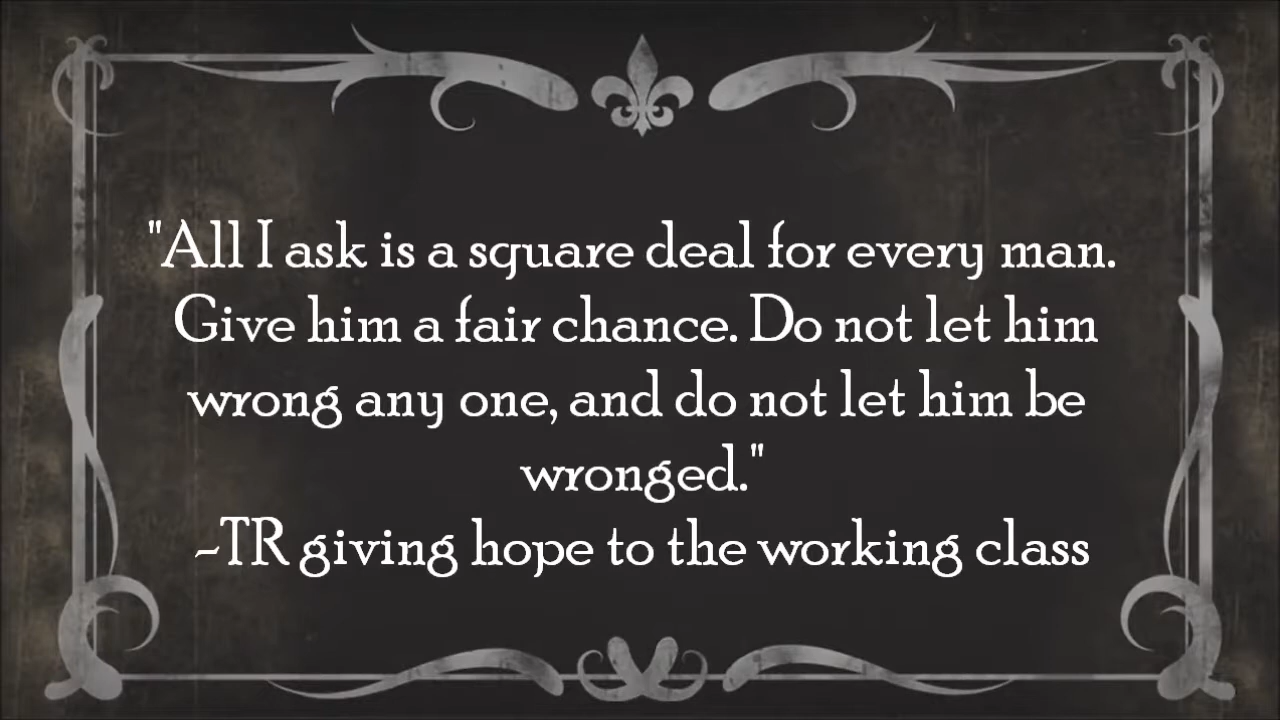 "All I ask is a square deal for every man.
Give him a fair chance. Do not let him
wrong any one, and do not let him be
wronged."
-TR giving hope to the working class